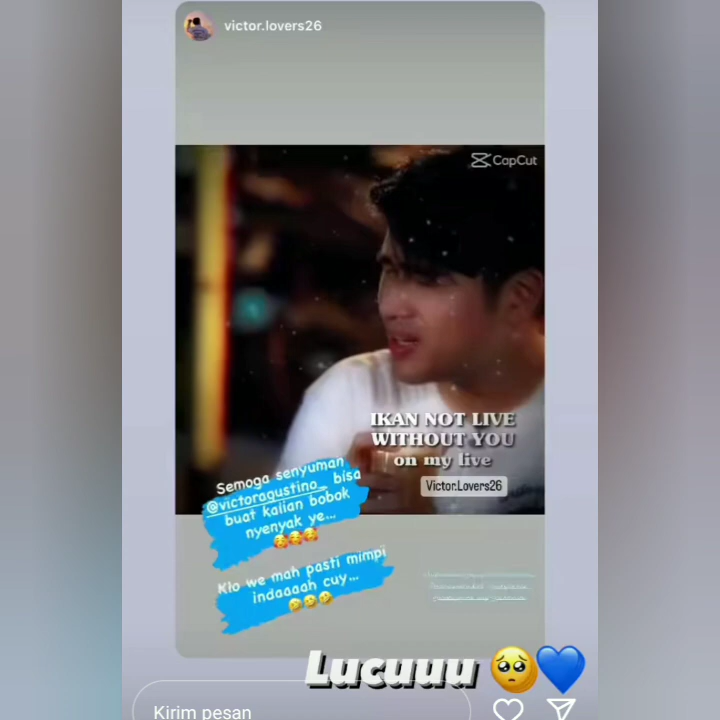 victor.lovers26
CapCut
IKAN NOT LIVE
WITHOUT YOU
on my live
Victor.Lovers26
Semoga senyuman
@victoragustino_ bisa
buat kalian bobok
nyenyak ye...
🥰🥰🥰
Klo we mah pasti mimpi
indaaaah cuy...
🤣🤣🤣
Lucuuu 🥺💙
Kirim pesan